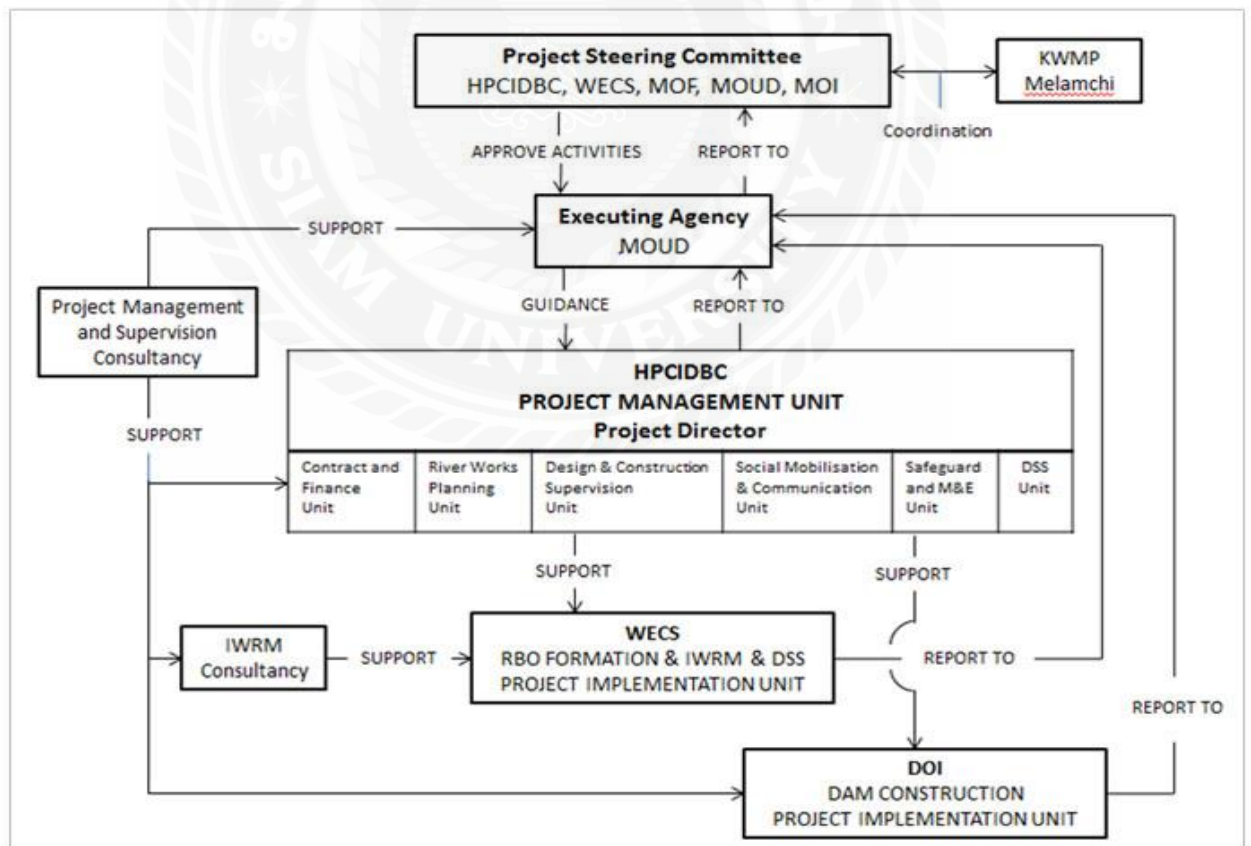 Project Steering Committee
HPCIDBC, WECS, MOF, MOUD, MOI
KWMP
Melamchi
Coordination
APPROVE ACTIVITIES
REPORT TO
Executing Agency
MOUD
SUPPORT
Project Management
and Supervision
Consultancy
GUIDANCE
REPORT TO
HPCIDBC
PROJECT MANAGEMENT UNIT
Project Director
SUPPORT
Contract and
Finance
Unit
River Works
Planning
Unit
Design & Construction
Supervision
Unit
Social Mobilisation
& Communication
Unit
Safeguard
and M&E
Unit
DSS
Unit
SUPPORT
SUPPORT
IWRM
Consultancy
SUPPORT
WECS
RBO FORMATION & IWRM & DSS
PROJECT IMPLEMENTATION UNIT
REPORT TO
REPORT TO
DOI
DAM CONSTRUCTION
PROJECT IMPLEMENTATION UNIT
SIAM UNIVERSITY